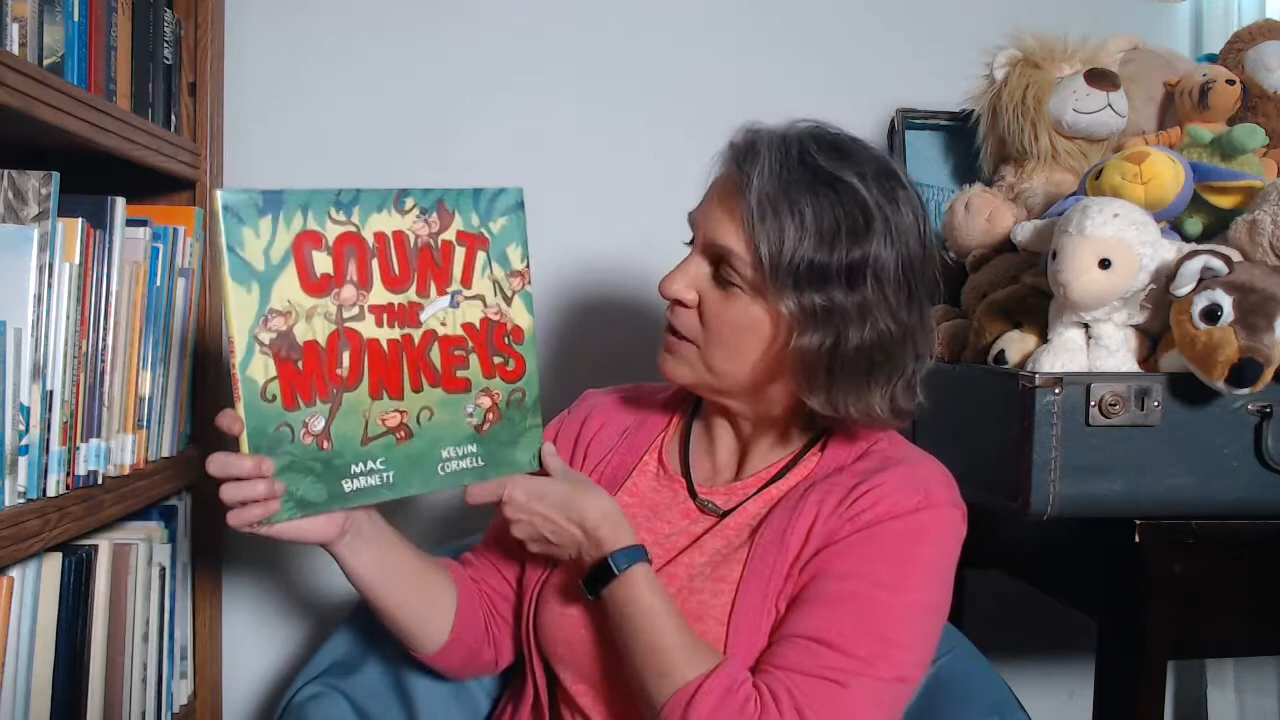 COUNT
THE
MONKEYS
MAC
BARNETT
KEVIN
CORNELL